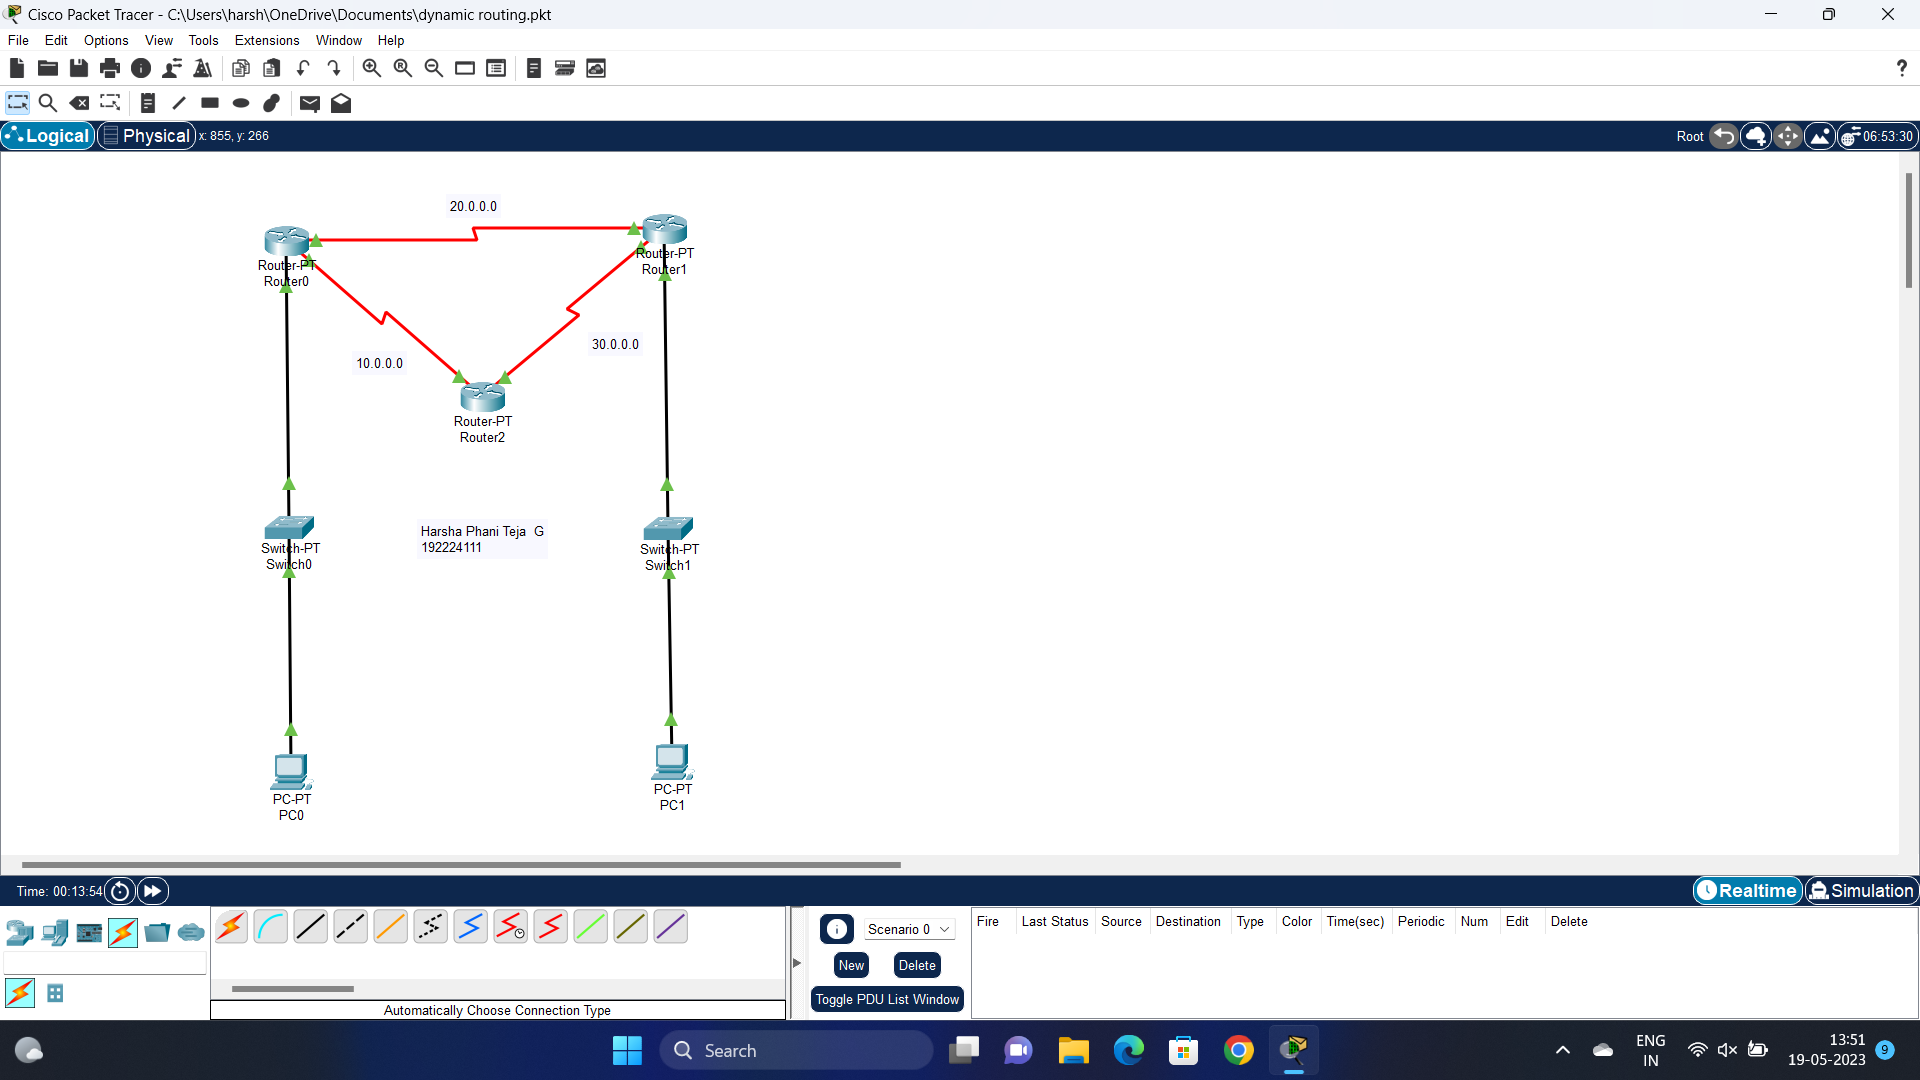 Cisco Packet Tracer - C:\Users\harsh\OneDrive\Documents\dynamic routing.pkt
File Edit Options View Tools Extensions Window Help
?
Logical Physical x: 855, y: 266 Root 06:53:30
20.0.0.0
Router-PT
Router0
Router-PT
Router1
30.0.0.0
10.0.0.0
Router-PT
Router2
Harsha Phani Teja G
192224111
Switch-PT
Switch0
Switch-PT
Switch1
PC-PT
PC0
PC-PT
PC1
Time: 00:13:54 Realtime Simulation
Scenario 0
New Delete
Toggle PDU List Window
Fire Last Status Source Destination Type Color Time(sec) Periodic Num Edit Delete
Automatically Choose Connection Type
Search
ENG
IN
13:51
19-05-2023
9